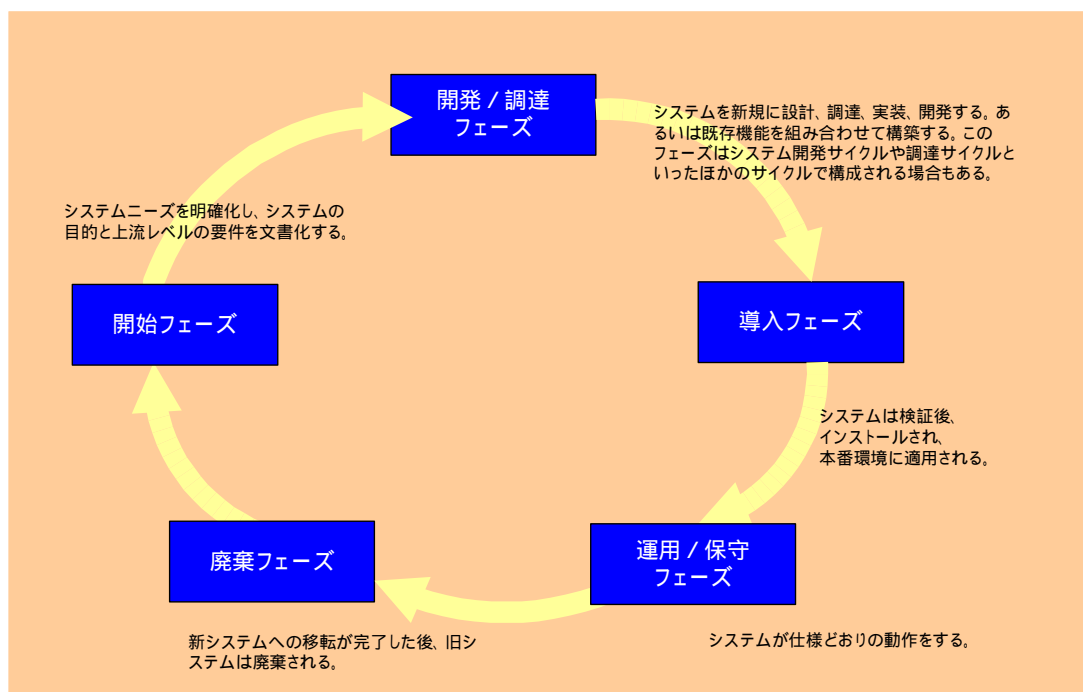 開発 / 調達
フェーズ
システムを新規に設計、調達、実装、開発する。あ
るいは既存機能を組み合わせて構築する。この
フェーズはシステム開発サイクルや調達サイクルと
いったほかのサイクルで構成される場合もある。
システムニーズを明確化し、システムの
目的と上流レベルの要件を文書化する。
開始フェーズ
導入フェーズ
システムは検証後、
インストールされ、
本番環境に適用される。
廃棄フェーズ
運用 / 保守
フェーズ
新システムへの移転が完了した後、旧シ
ステムは廃棄される。
システムが仕様どおりの動作をする。